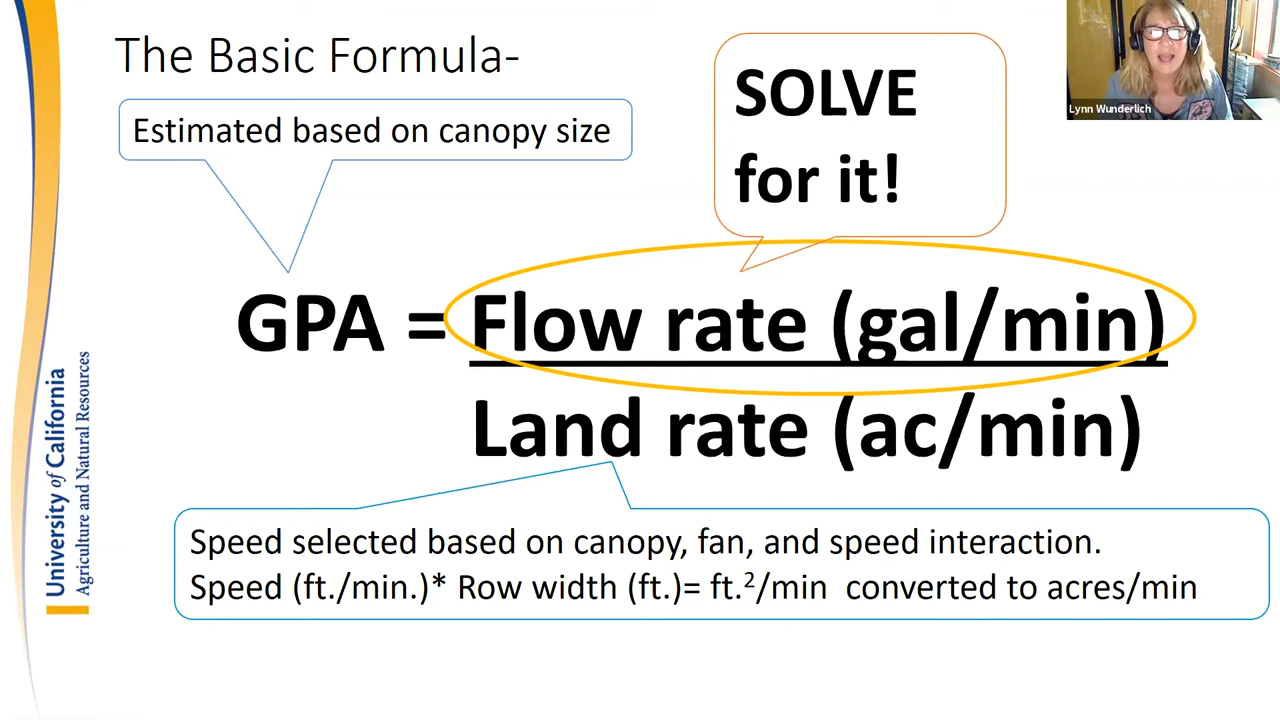 The Basic Formula-
Estimated based on canopy size
SOLVE
for it!
Lynn Wunderlich
GPA = Flow rate (gal/min)
Land rate (ac/min)
Speed selected based on canopy, fan, and speed interaction.
Speed (ft./min.)* Row width (ft.)= ft.²/min converted to acres/min
University of California
Agriculture and Natural Resources